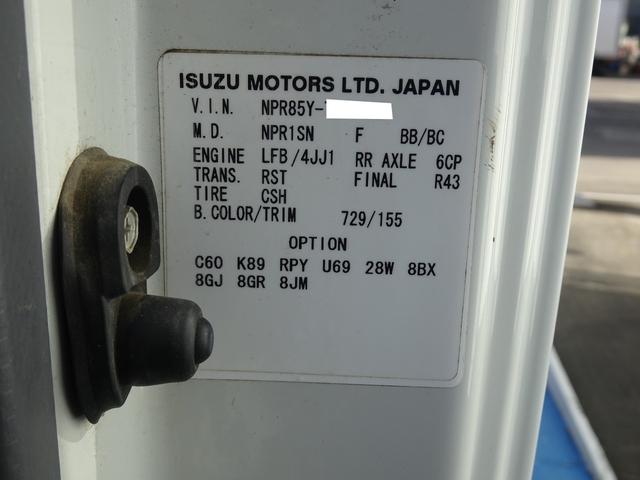 ISUZU MOTORS LTD. JAPAN
V.I.N. NPR85Y-
M.D. NPR1SN F BB/BC
ENGINE LFB/4JJ1 RR AXLE 6CP
TRANS. RST FINAL R43
TIRE CSH
B.COLOR/TRIM 729/155
OPTION
C60 K89 RPY U69 28W 8BX
8GJ 8GR 8JM